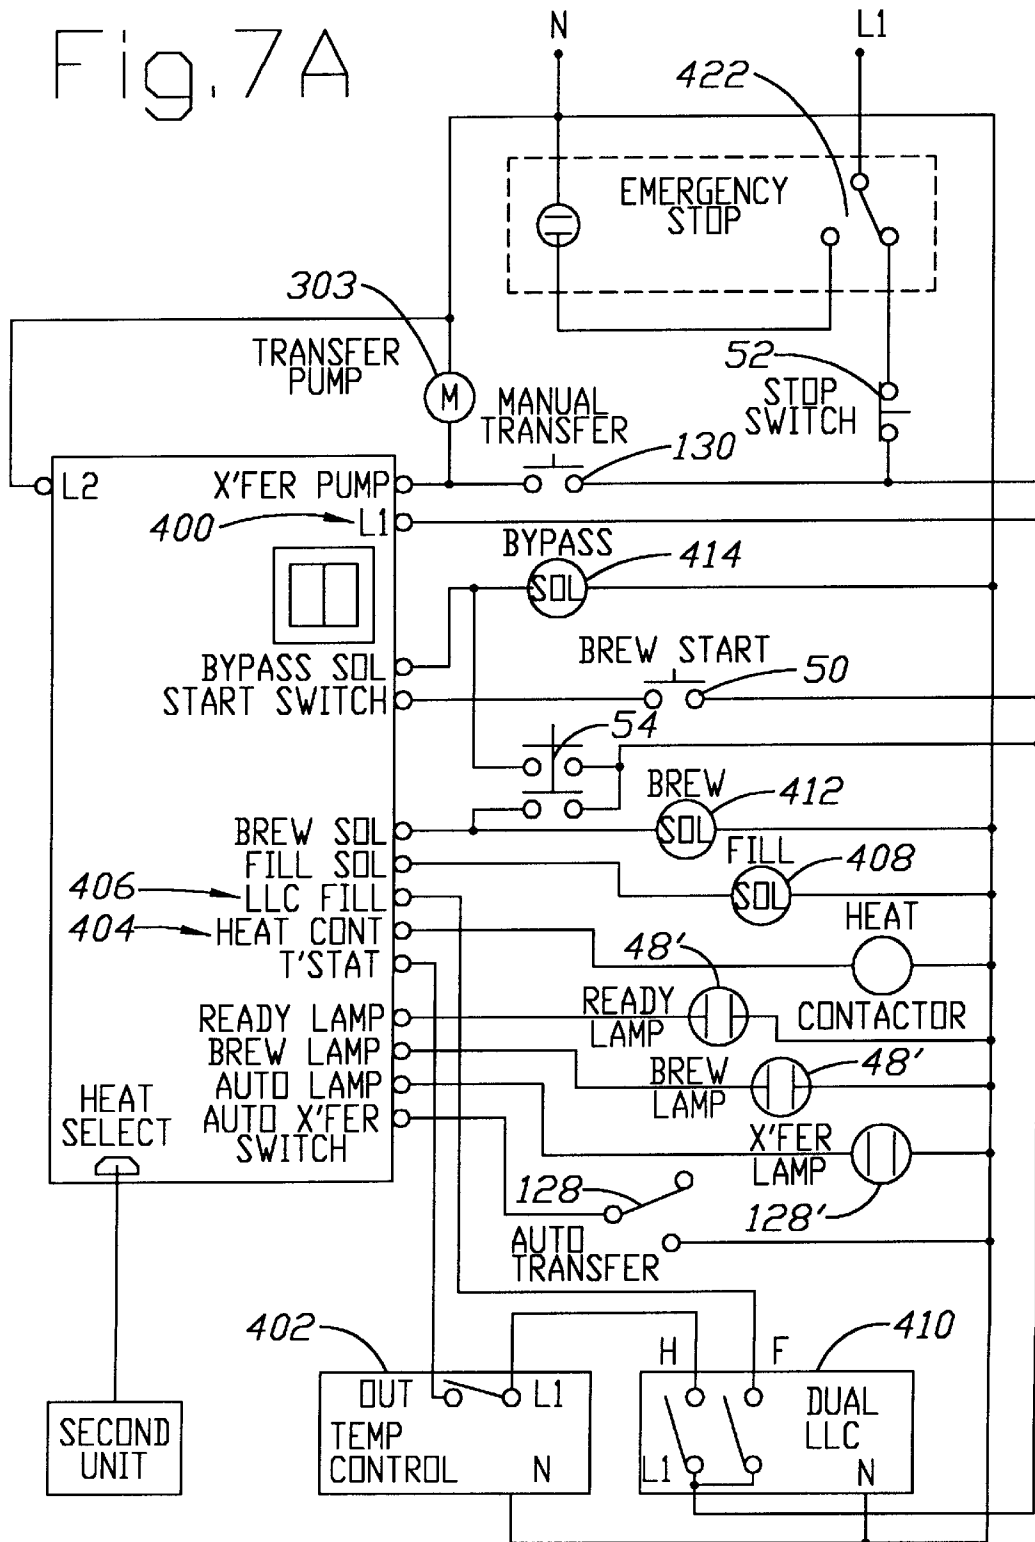 Fig.7A
N
L1
422
EMERGENCY
STOP
303
TRANSFER
PUMP
M
MANUAL
TRANSFER
52
STOP
SWITCH
130
L2
X'FER PUMP
400
L1
BYPASS
SOL
414
BYPASS SOL
START SWITCH
BREW START
50
54
BREW
SOL
412
BREW SOL
FILL SOL
FILL
SOL
408
406
LLC FILL
404
HEAT CONT
T'STAT
HEAT
CONTACTOR
48'
READY LAMP
READY
LAMP
BREW LAMP
BREW
LAMP
48'
AUTO LAMP
AUTO X'FER
SWITCH
HEAT
SELECT
X'FER
LAMP
128'
128
AUTO
TRANSFER
402
OUT
L1
TEMP
CONTROL
N
H
F
410
DUAL
LLC
L1
N
SECOND
UNIT